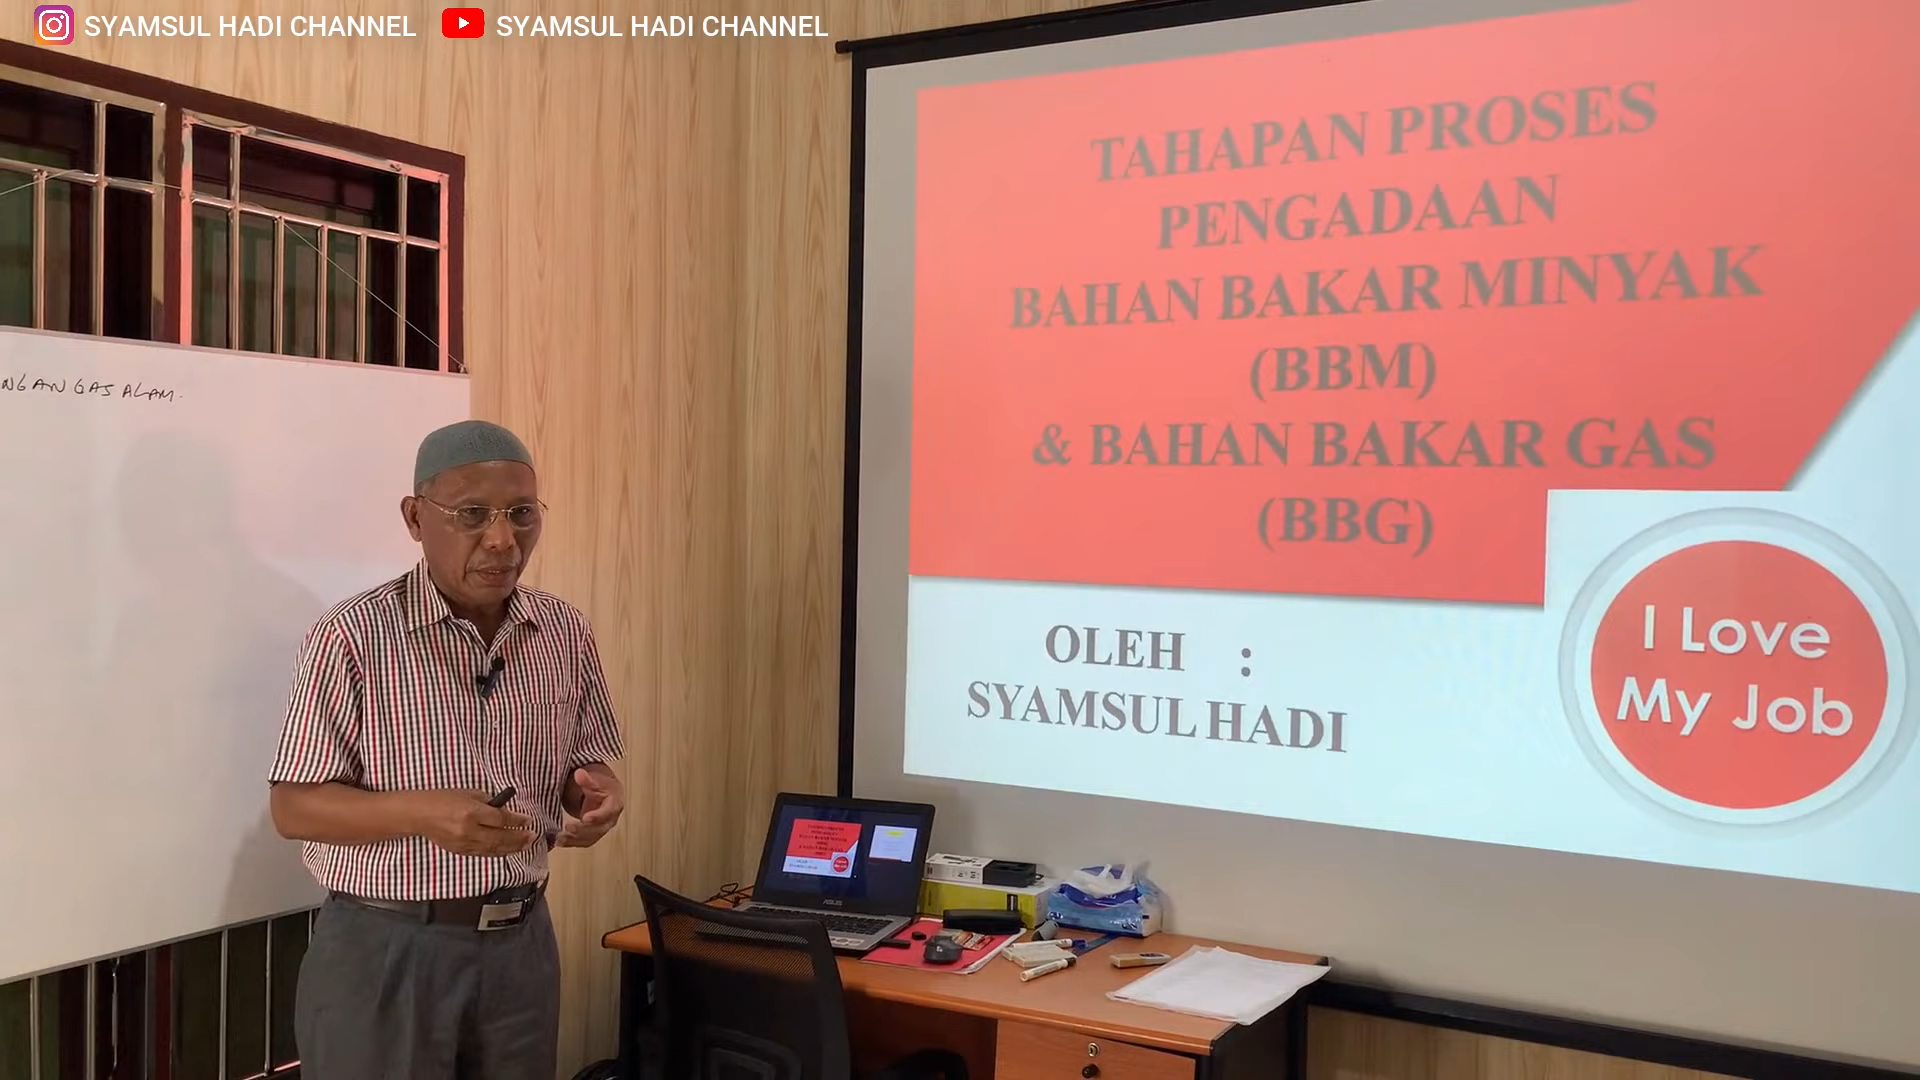 SYAMSUL HADI CHANNEL
SYAMSUL HADI CHANNEL
TAHAPAN PROSES
PENGADAAN
BAHAN BAKAR MINYAK
(BBM)
& BAHAN BAKAR GAS
(BBG)
OLEH :
SYAMSUL HADI
I Love
My Job
GAS ALAM.
ASUS